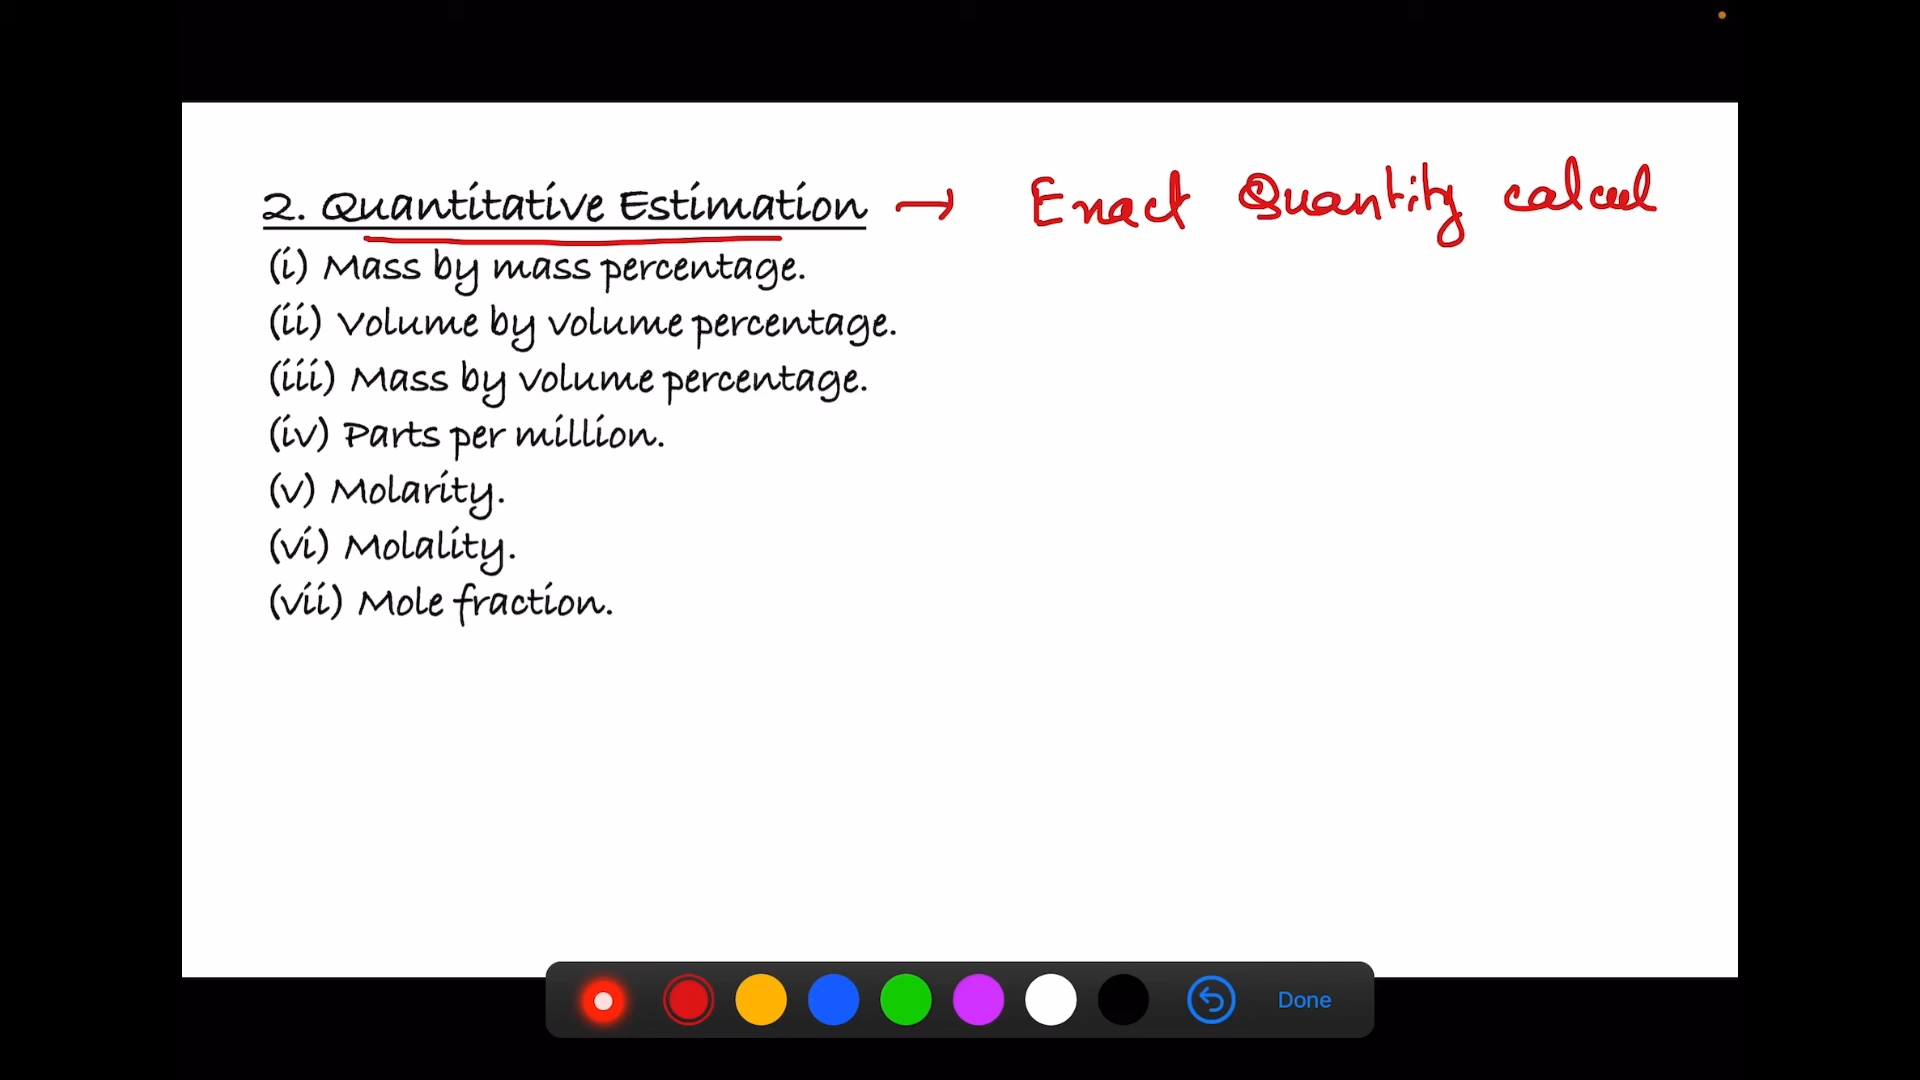 2. Quantitative Estimation → Exact Quantity calcul
(i) Mass by mass percentage.
(ii) Volume by volume percentage.
(iii) Mass by volume percentage.
(iv) Parts per million.
(v) Molarity.
(vi) Molality.
(vii) Mole fraction.
Done